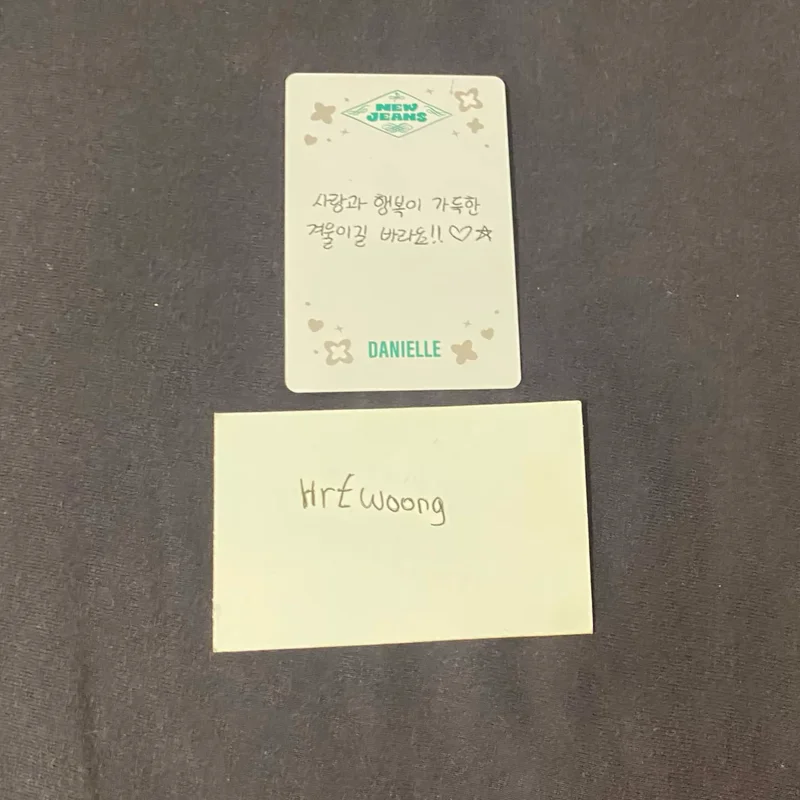 NEW
JEANS
사랑과 행복이 가득한
겨울이길 바라요!! ♡☆
DANIELLE
Hrtwoong